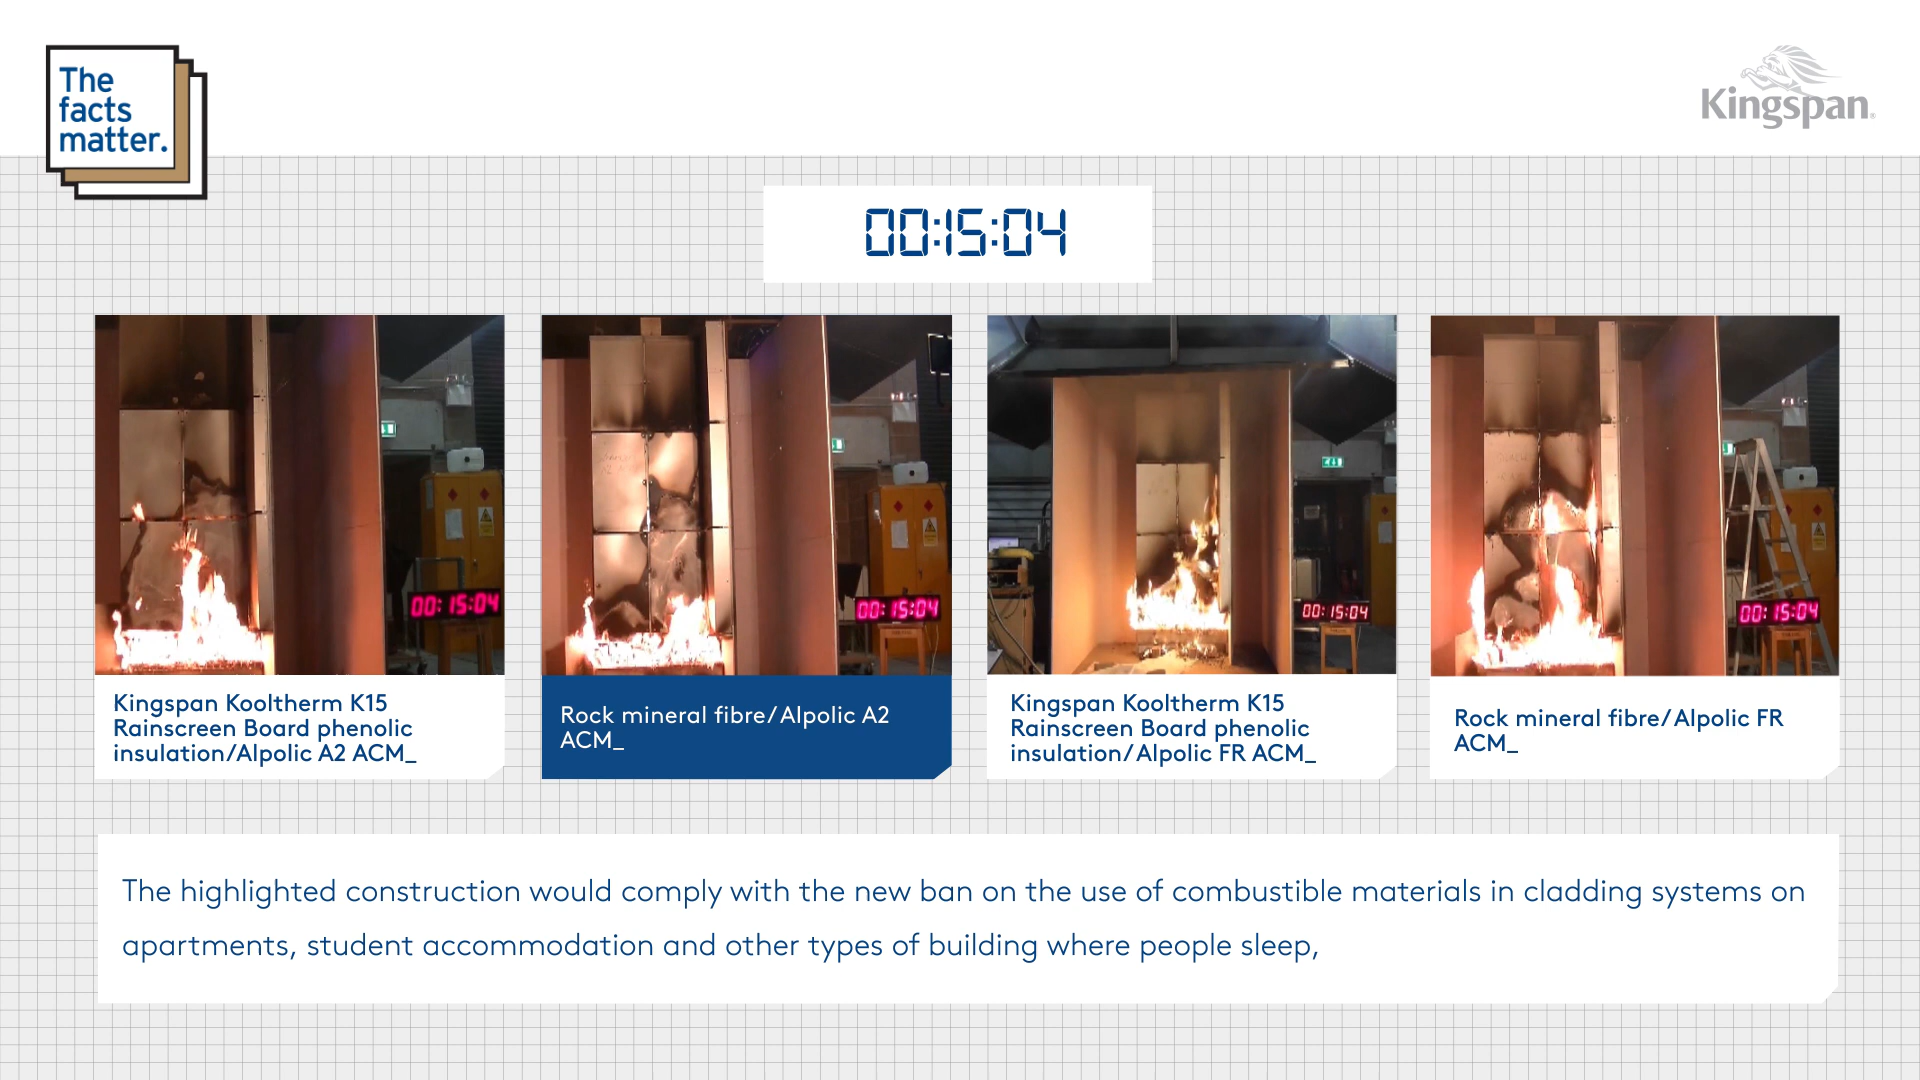 The
facts
matter.
Kingspan
00:15:04
00:15:04
00:15:04
00:15:04
00:15:04
Kingspan Kooltherm K15
Rainscreen Board phenolic
insulation/Alpolic A2 ACM_
Rock mineral fibre/Alpolic A2
ACM_
Kingspan Kooltherm K15
Rainscreen Board phenolic
insulation/Alpolic FR ACM_
Rock mineral fibre/Alpolic FR
ACM_
The highlighted construction would comply with the new ban on the use of combustible materials in cladding systems on
apartments, student accommodation and other types of building where people sleep,